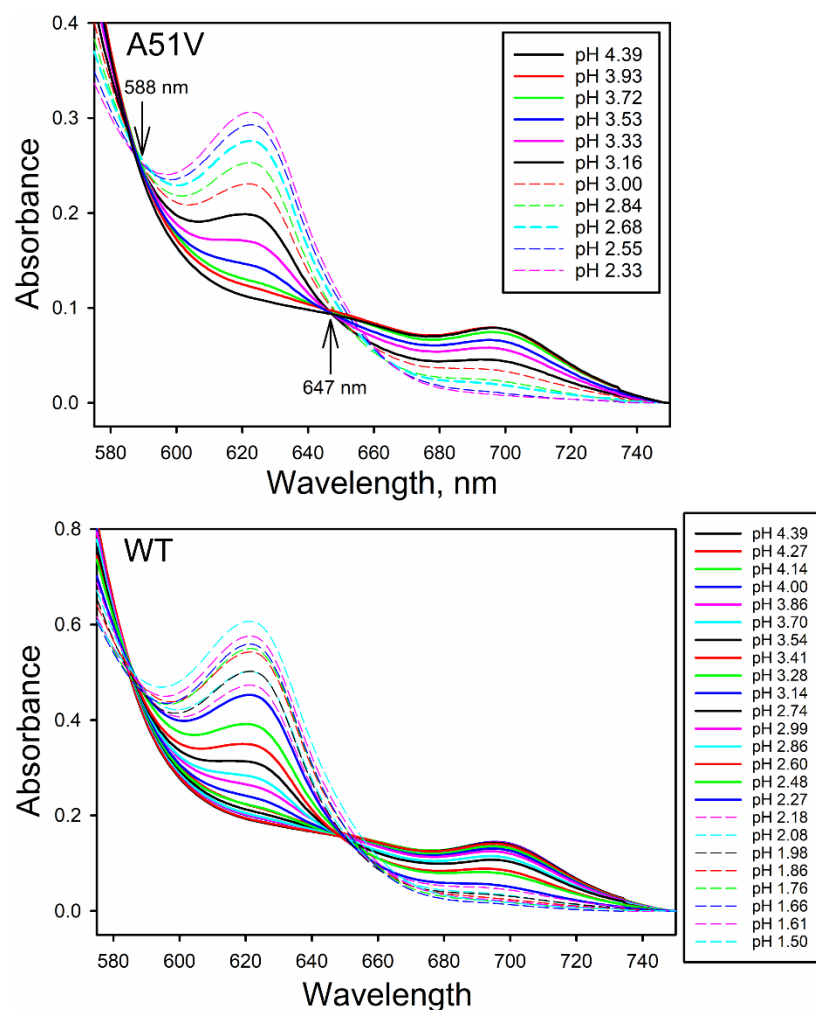 A51V
588 nm
647 nm
pH 4.39
pH 3.93
pH 3.72
pH 3.53
pH 3.33
pH 3.16
pH 3.00
pH 2.84
pH 2.68
pH 2.55
pH 2.33
Absorbance
0.4
0.3
0.2
0.1
0.0
580 600 620 640 660 680 700 720 740
Wavelength, nm
WT
pH 4.39
pH 4.27
pH 4.14
pH 4.00
pH 3.86
pH 3.70
pH 3.54
pH 3.41
pH 3.28
pH 3.14
pH 2.74
pH 2.99
pH 2.86
pH 2.60
pH 2.48
pH 2.27
pH 2.18
pH 2.08
pH 1.98
pH 1.86
pH 1.76
pH 1.66
pH 1.61
pH 1.50
Absorbance
0.8
0.6
0.4
0.2
0.0
580 600 620 640 660 680 700 720 740
Wavelength